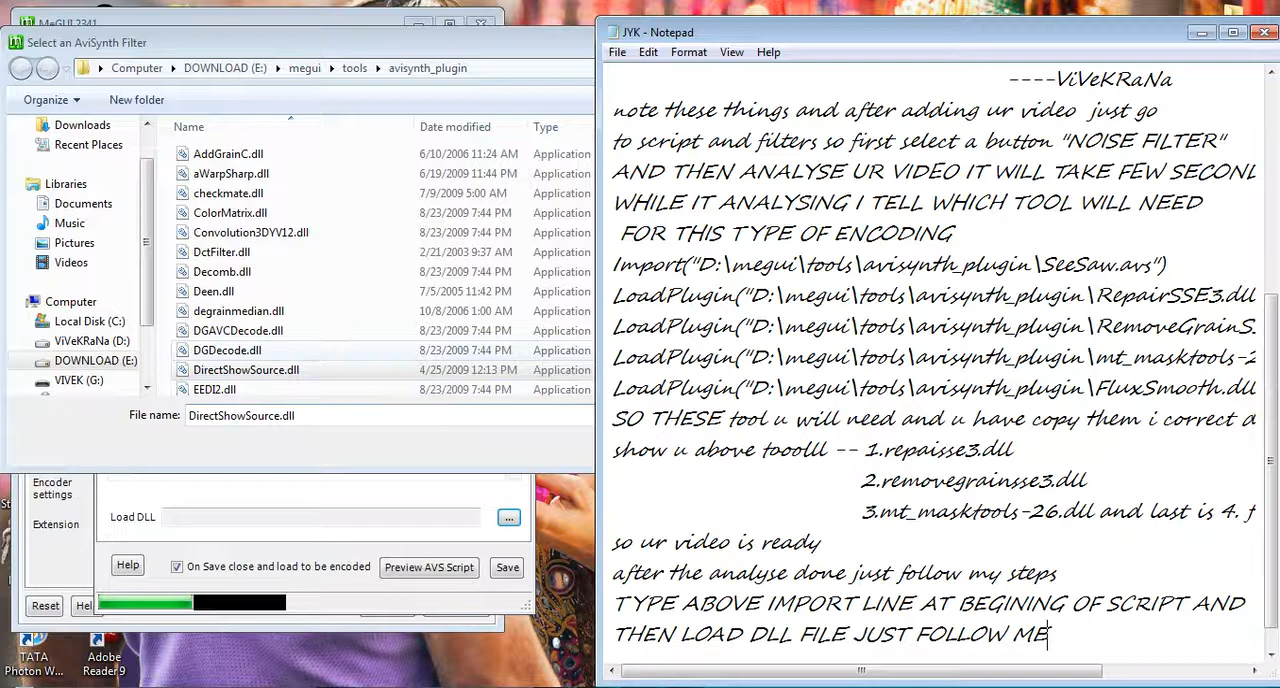 MeGUI2341
Select an AviSynth Filter
Computer DOWNLOAD (E:) megui tools avisynth_plugin
Organize New folder
Downloads
Recent Places
Libraries
Documents
Music
Pictures
Videos
Computer
Local Disk (C:)
ViVeKRaNa (D:)
DOWNLOAD (E:)
VIVEK (G:)
Name Date modified Type
AddGrainC.dll 6/10/2006 11:24 AM Application
aWarpSharp.dll 6/19/2009 11:44 PM Application
checkmate.dll 7/9/2009 5:00 AM Application
ColorMatrix.dll 8/23/2009 7:44 PM Application
Convolution3DYV12.dll 8/23/2009 7:44 PM Application
DctFilter.dll 2/21/2003 9:37 AM Application
Decomb.dll 8/23/2009 7:44 PM Application
Deen.dll 7/5/2005 11:42 PM Application
degrainmedian.dll 10/8/2006 1:00 AM Application
DGAVCDecode.dll 8/23/2009 7:44 PM Application
DGDecode.dll 8/23/2009 7:44 PM Application
DirectShowSource.dll 4/25/2009 12:13 PM Application
EEDI2.dll 8/23/2009 7:44 PM Application
File name: DirectShowSource.dll
Encoder
settings
Extension
Load DLL ...
Help On Save close and load to be encoded Preview AVS Script Save
Reset Hel
TATA
Photon W...
Adobe
Reader 9
JYK - Notepad
File Edit Format View Help
----ViVeKRaNa
note these things and after adding ur video just go
to script and filters so first select a button "NOISE FILTER"
AND THEN ANALYSE UR VIDEO IT WILL TAKE FEW SECOND
WHILE IT ANALYSING I TELL WHICH TOOL WILL NEED
FOR THIS TYPE OF ENCODING
Import("D:\megui\tools\avisynth_plugin\SeeSaw.avs")
LoadPlugin("D:\megui\tools\avisynth_plugin\RepairSSE3.dll
LoadPlugin("D:\megui\tools\avisynth_plugin\RemoveGrainS
LoadPlugin("D:\megui\tools\avisynth_plugin\mt_masktools-2
LoadPlugin("D:\megui\tools\avisynth_plugin\FluxSmooth.dll
SO THESE tool u will need and u have copy them i correct d
show u above tooolll -- 1.repaisse3.dll
2.removegrainsse3.dll
3.mt_masktools-26.dll and last is 4. f
so ur video is ready
after the analyse done just follow my steps
TYPE ABOVE IMPORT LINE AT BEGINING OF SCRIPT AND
THEN LOAD DLL FILE JUST FOLLOW ME